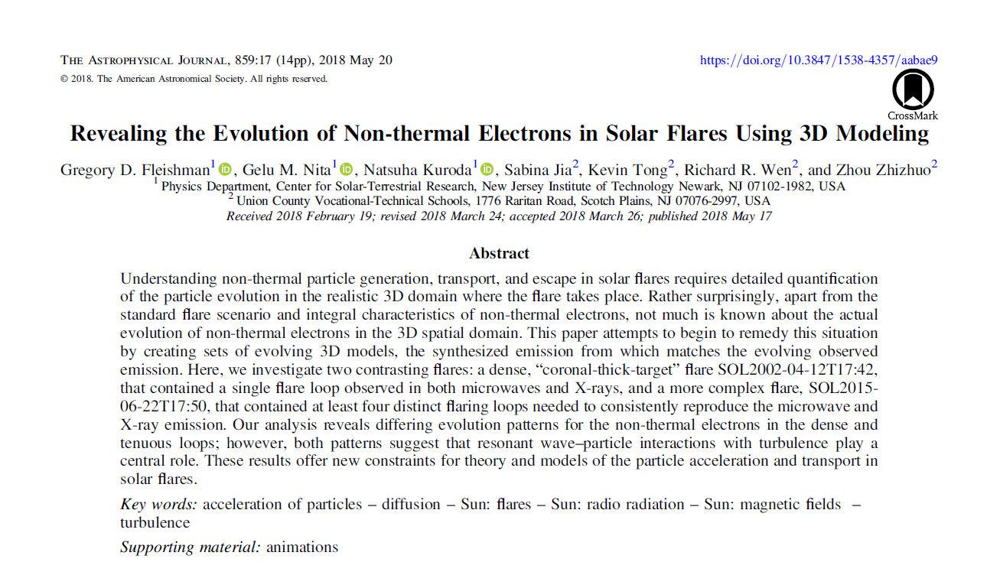 THE ASTROPHYSICAL JOURNAL, 859:17 (14pp), 2018 May 20
https://doi.org/10.3847/1538-4357/aabae9
© 2018. The American Astronomical Society. All rights reserved.
CrossMark
Revealing the Evolution of Non-thermal Electrons in Solar Flares Using 3D Modeling
Gregory D. Fleishman1 iD, Gelu M. Nita1 iD, Natsuha Kuroda1 iD, Sabina Jia2, Kevin Tong2, Richard R. Wen2, and Zhou Zhizhuo2
1 Physics Department, Center for Solar-Terrestrial Research, New Jersey Institute of Technology Newark, NJ 07102-1982, USA
2 Union County Vocational-Technical Schools, 1776 Raritan Road, Scotch Plains, NJ 07076-2997, USA
Received 2018 February 19; revised 2018 March 24; accepted 2018 March 26; published 2018 May 17
Abstract
Understanding non-thermal particle generation, transport, and escape in solar flares requires detailed quantification
of the particle evolution in the realistic 3D domain where the flare takes place. Rather surprisingly, apart from the
standard flare scenario and integral characteristics of non-thermal electrons, not much is known about the actual
evolution of non-thermal electrons in the 3D spatial domain. This paper attempts to begin to remedy this situation
by creating sets of evolving 3D models, the synthesized emission from which matches the evolving observed
emission. Here, we investigate two contrasting flares: a dense, “coronal-thick-target” flare SOL2002-04-12T17:42,
that contained a single flare loop observed in both microwaves and X-rays, and a more complex flare, SOL2015-
06-22T17:50, that contained at least four distinct flaring loops needed to consistently reproduce the microwave and
X-ray emission. Our analysis reveals differing evolution patterns for the non-thermal electrons in the dense and
tenuous loops; however, both patterns suggest that resonant wave–particle interactions with turbulence play a
central role. These results offer new constraints for theory and models of the particle acceleration and transport in
solar flares.
Key words: acceleration of particles – diffusion – Sun: flares – Sun: radio radiation – Sun: magnetic fields –
turbulence
Supporting material: animations